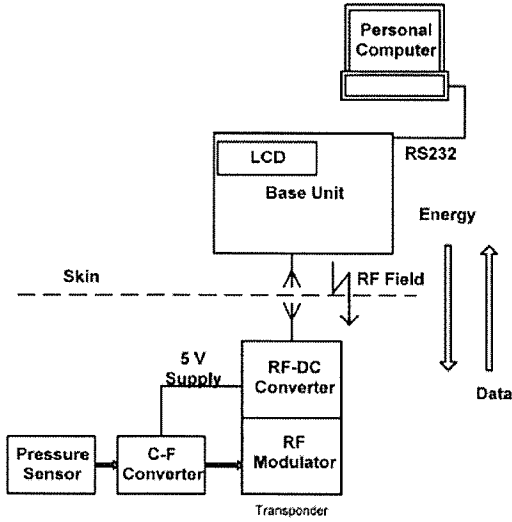 Personal
Computer
RS232
LCD
Base Unit
Energy
Skin
RF Field
5 V
Supply
RF-DC
Converter
Data
Pressure
Sensor
C-F
Converter
RF
Modulator
Transponder